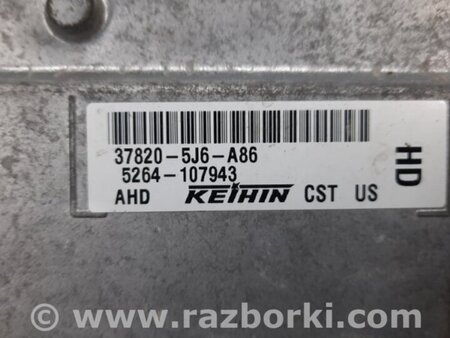 37820-5J6-A86
5264-107943
AHD KEIHIN CST US
HD
© www.razborki.com